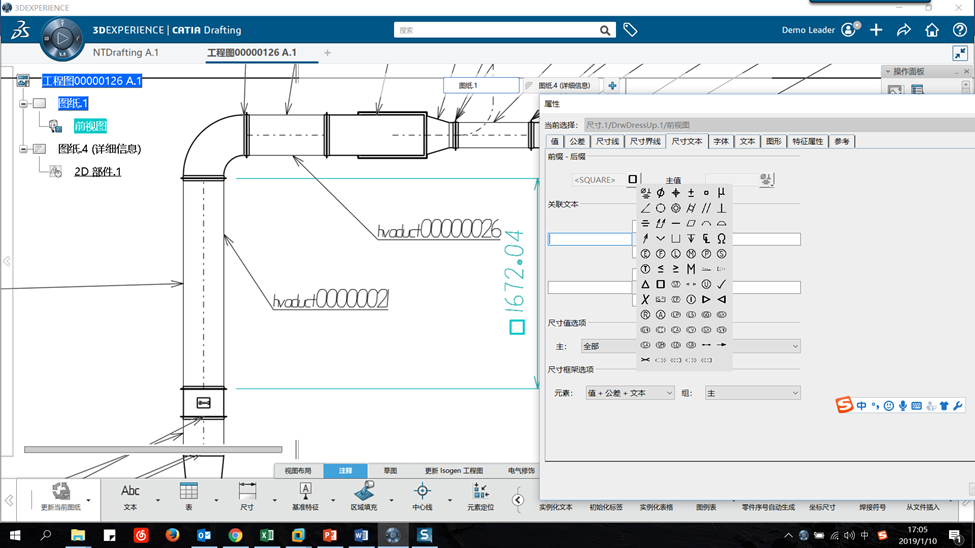 3DEXPERIENCE
3DEXPERIENCE | CATIA Drafting
搜索
Demo Leader
NTDrafting A.1
工程图00000126 A.1
工程图00000126 A.1
图纸.1
前视图
图纸.4 (详细信息)
2D 部件.1
图纸.1
图纸.4 (详细信息)
操作面板
hvaduct00000026
hvaduct00000021
1672.04
属性
当前选择:
尺寸.1/DrwDressUp.1/前视图
值
公差
尺寸线
尺寸界线
尺寸文本
字体
文本
图形
特征属性
参考
前缀 - 后缀
<SQUARE>
主值
关联文本
尺寸值选项
主:
全部
尺寸框架选项
元素:
值 + 公差 + 文本
组:
主
中
视图布局
注释
草图
更新 Isogen 工程图
电气修饰
更新当前图纸
Abc
文本
表
尺寸
基准特征
区域填充
中心线
元素定位
实例化文本
初始化标签
实例化表格
图例表
零件序号自动生成
坐标尺寸
焊接符号
从文件插入
中
17:05
2019/1/10